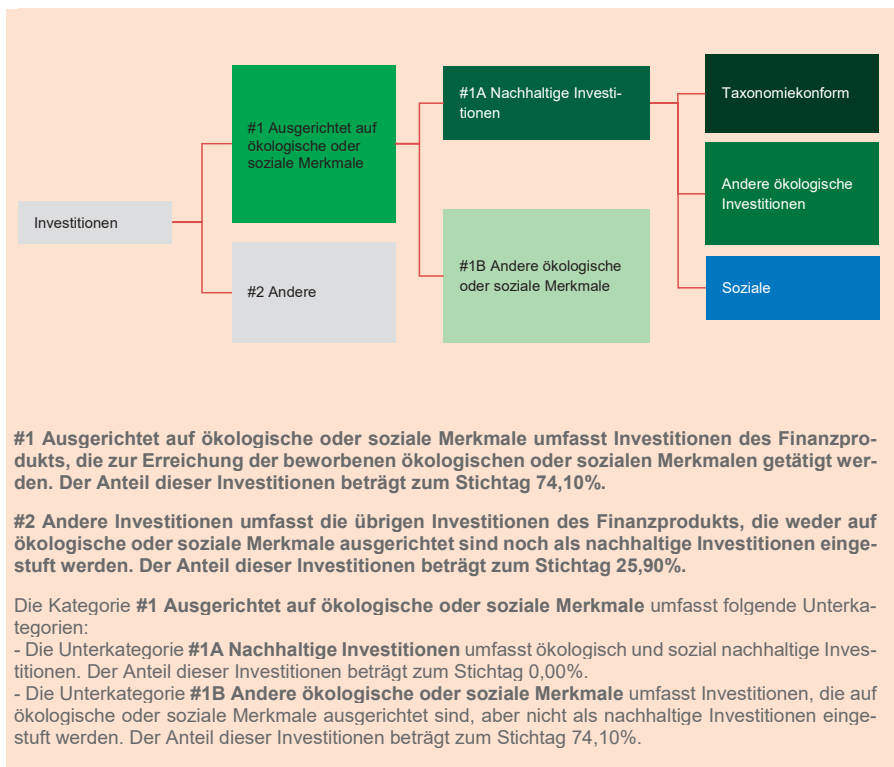 Investitionen
#1 Ausgerichtet auf
ökologische oder
soziale Merkmale
#2 Andere
#1A Nachhaltige Investi-
tionen
#1B Andere ökologische
oder soziale Merkmale
Taxonomiekonform
Andere ökologische
Investitionen
Soziale
#1 Ausgerichtet auf ökologische oder soziale Merkmale umfasst Investitionen des Finanzpro-
dukts, die zur Erreichung der beworbenen ökologischen oder sozialen Merkmalen getätigt wer-
den. Der Anteil dieser Investitionen beträgt zum Stichtag 74,10%.
#2 Andere Investitionen umfasst die übrigen Investitionen des Finanzprodukts, die weder auf
ökologische oder soziale Merkmale ausgerichtet sind noch als nachhaltige Investitionen einge-
stuft werden. Der Anteil dieser Investitionen beträgt zum Stichtag 25,90%.
Die Kategorie #1 Ausgerichtet auf ökologische oder soziale Merkmale umfasst folgende Unterka-
tegorien:
- Die Unterkategorie #1A Nachhaltige Investitionen umfasst ökologisch und sozial nachhaltige Inves-
titionen. Der Anteil dieser Investitionen beträgt zum Stichtag 0,00%.
- Die Unterkategorie #1B Andere ökologische oder soziale Merkmale umfasst Investitionen, die auf
ökologische oder soziale Merkmale ausgerichtet sind, aber nicht als nachhaltige Investitionen einge-
stuft werden. Der Anteil dieser Investitionen beträgt zum Stichtag 74,10%.